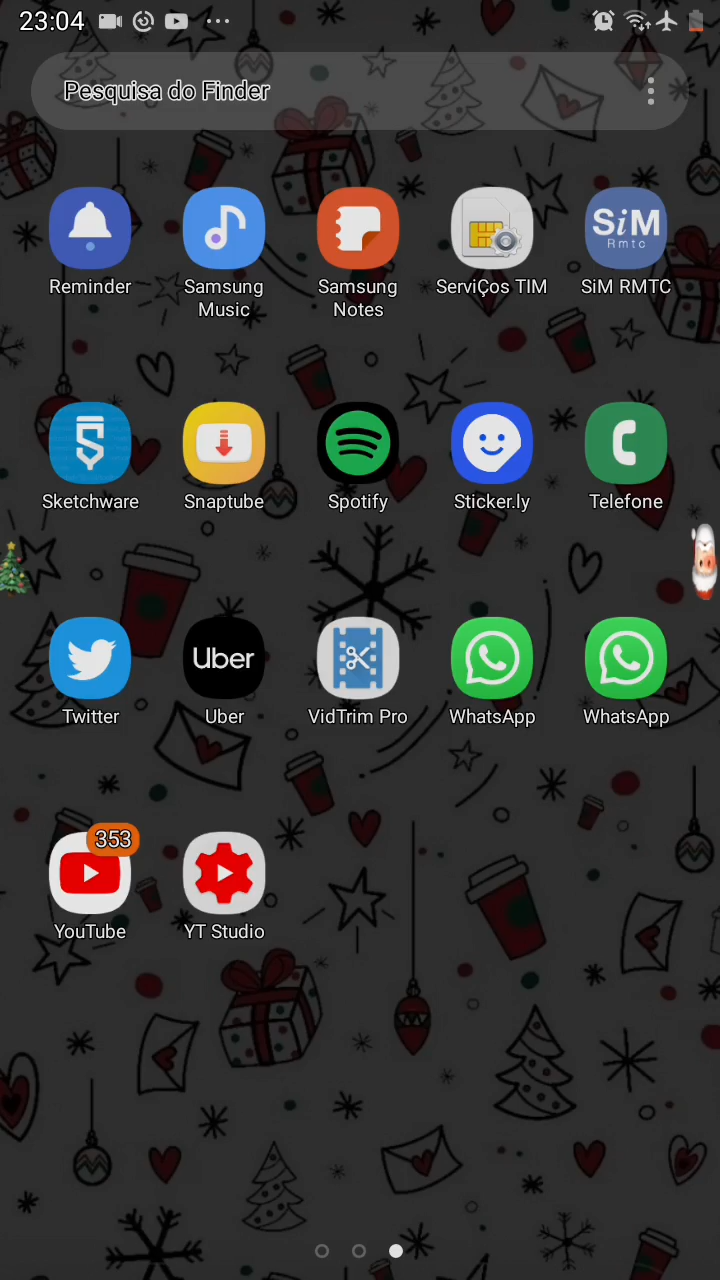 23:04
Pesquisa do Finder
SiM
Rmtc
Reminder
Samsung
Music
Samsung
Notes
ServiÇos TIM
SiM RMTC
Sketchware
Snaptube
Spotify
Sticker.ly
Telefone
Uber
Twitter
Uber
VidTrim Pro
WhatsApp
WhatsApp
353
YouTube
YT Studio